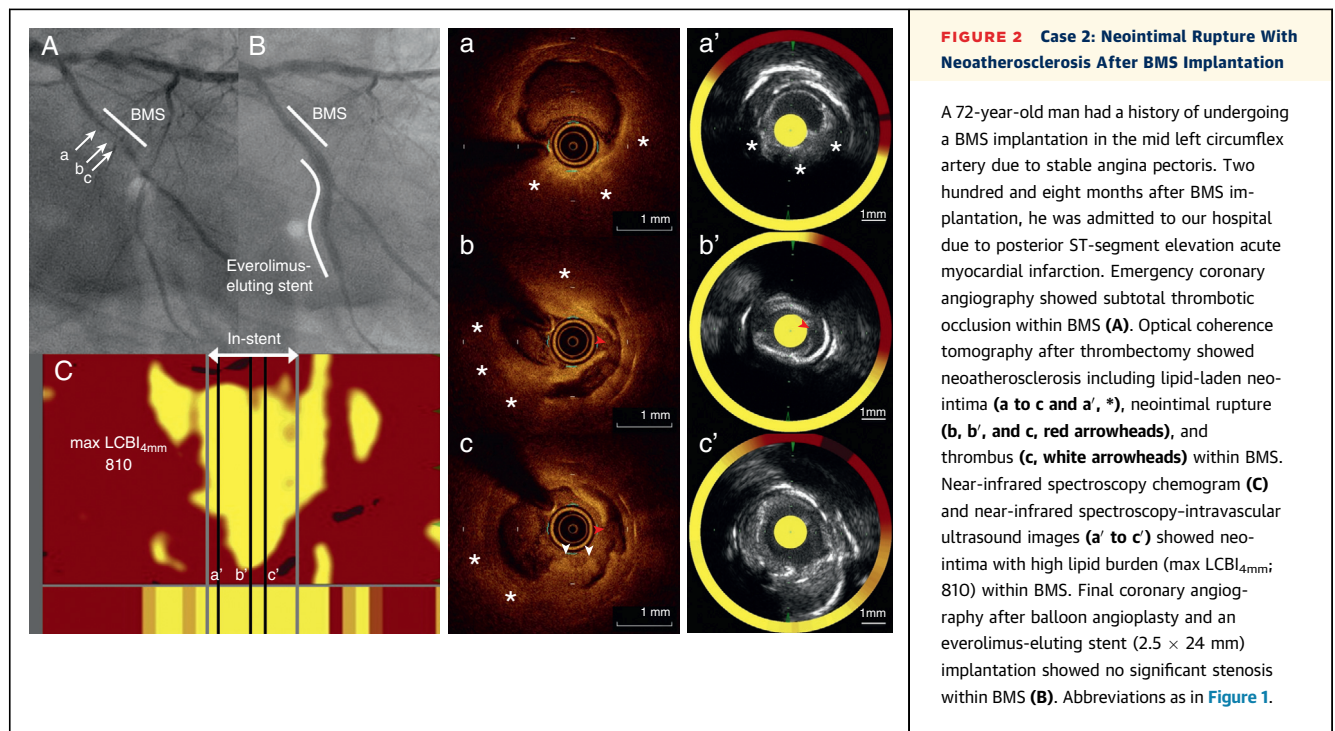 A
B
BMS
BMS
a
b
c
Everolimus-
eluting stent
In-stent
C
max LCBI4mm
810
a'
b'
c'
a
*
*
*
1 mm
b
*
*
*
*
1 mm
c
*
*
1 mm
a'
*
*
*
1mm
b'
1mm
c'
1mm
FIGURE 2 Case 2: Neointimal Rupture With
Neoatherosclerosis After BMS Implantation
A 72-year-old man had a history of undergoing
a BMS implantation in the mid left circumflex
artery due to stable angina pectoris. Two
hundred and eight months after BMS im-
plantation, he was admitted to our hospital
due to posterior ST-segment elevation acute
myocardial infarction. Emergency coronary
angiography showed subtotal thrombotic
occlusion within BMS (A). Optical coherence
tomography after thrombectomy showed
neoatherosclerosis including lipid-laden neo-
intima (a to c and a′, *), neointimal rupture
(b, b′, and c, red arrowheads), and
thrombus (c, white arrowheads) within BMS.
Near-infrared spectroscopy chemogram (C)
and near-infrared spectroscopy–intravascular
ultrasound images (a′ to c′) showed neo-
intima with high lipid burden (max LCBI4mm;
810) within BMS. Final coronary angiog-
raphy after balloon angioplasty and an
everolimus-eluting stent (2.5 × 24 mm)
implantation showed no significant stenosis
within BMS (B). Abbreviations as in Figure 1.